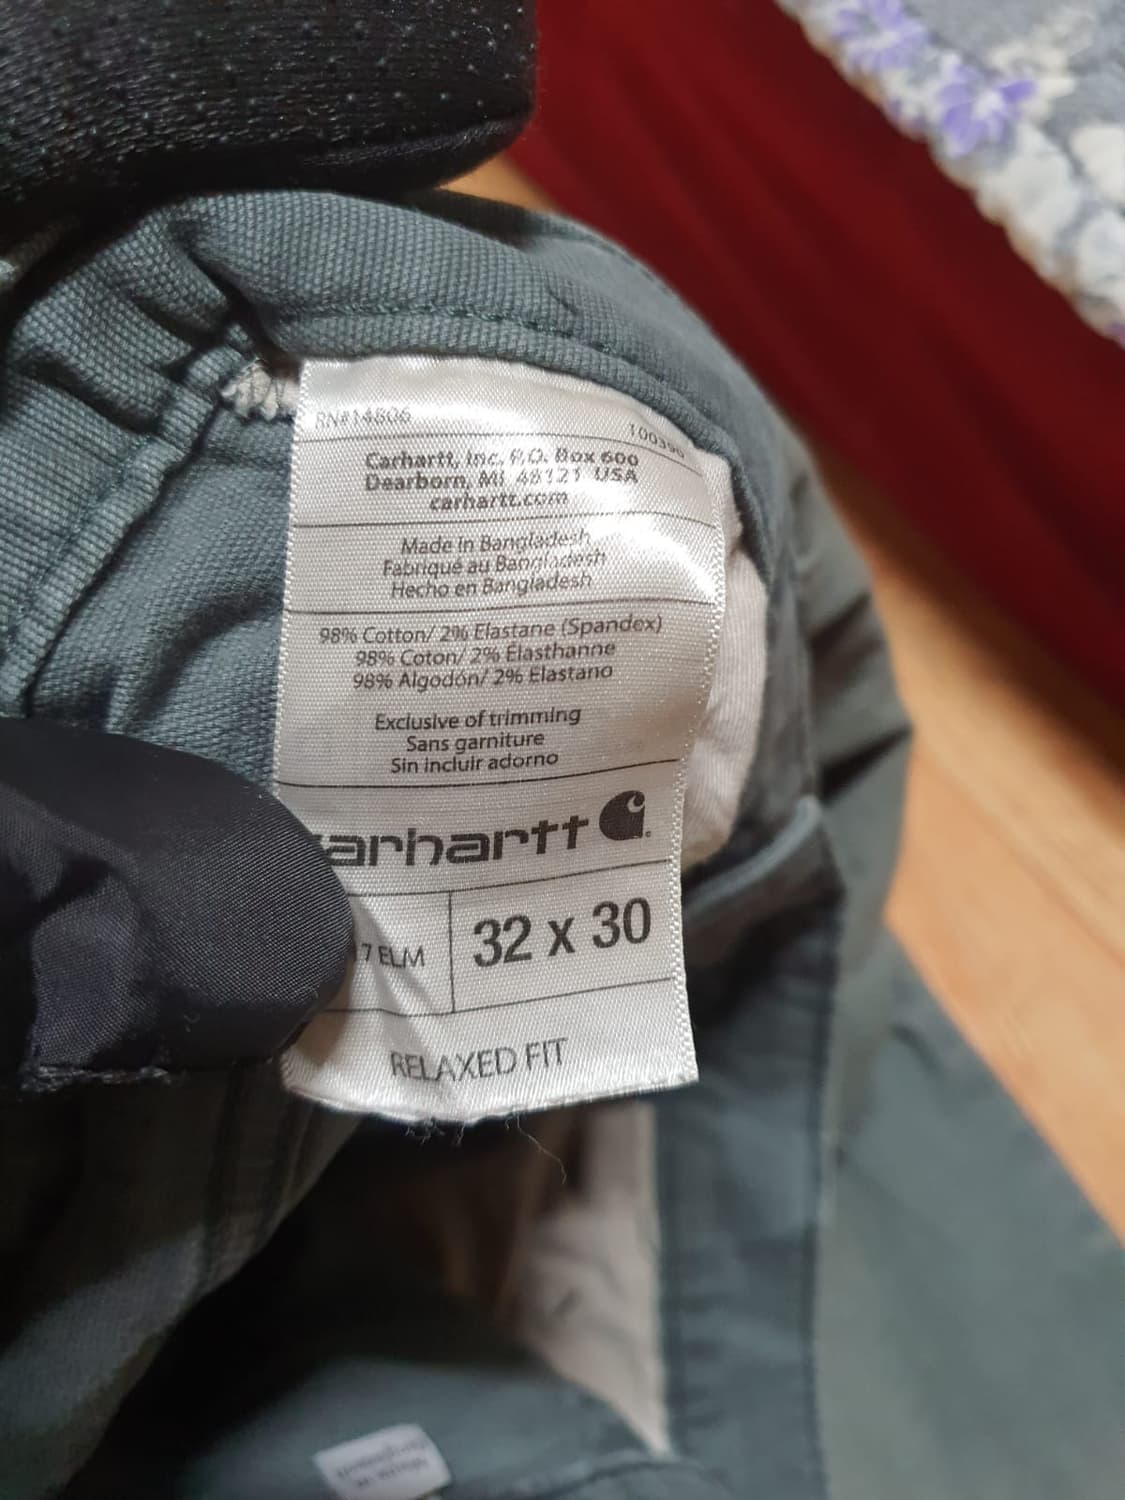 RN#14806
Carhartt, Inc. P.O. Box 600
Dearborn, MI 48121 USA
carhartt.com
Made in Bangladesh
Fabriqué au Bangladesh
Hecho en Bangladesh
98% Cotton/ 2% Elastane (Spandex)
98% Coton/ 2% Élasthanne
98% Algodón/ 2% Elastano
Exclusive of trimming
Sans garniture
Sin incluir adorno
carhartt
7 ELM 32 x 30
RELAXED FIT